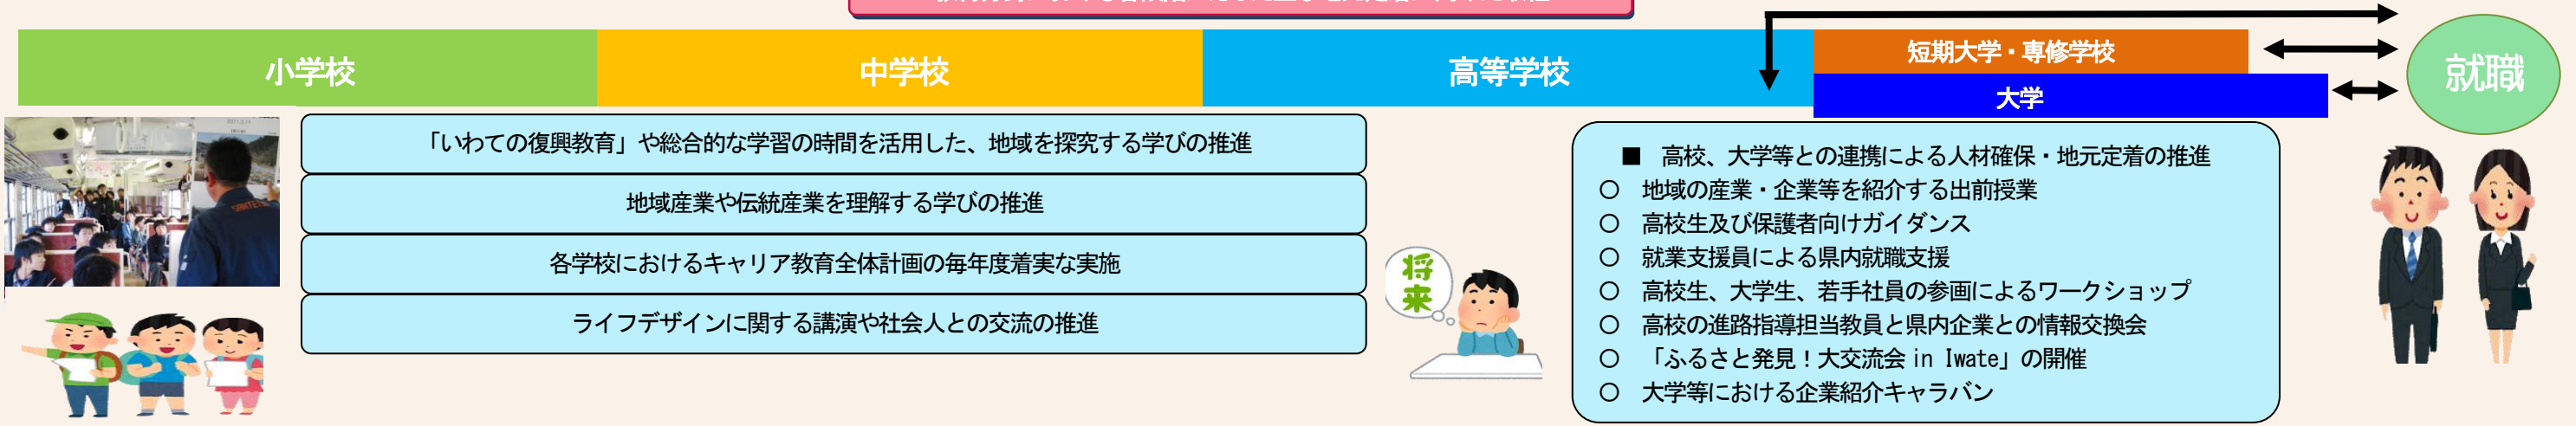 小学校
中学校
高等学校
短期大学・専修学校
大学
就職
「いわての復興教育」や総合的な学習の時間を活用した、地域を探究する学びの推進
地域産業や伝統産業を理解する学びの推進
各学校におけるキャリア教育全体計画の毎年度着実な実施
ライフデザインに関する講演や社会人との交流の推進
将来
■ 高校、大学等との連携による人材確保・地元定着の推進
○ 地域の産業・企業等を紹介する出前授業
○ 高校生及び保護者向けガイダンス
○ 就業支援員による県内就職支援
○ 高校生、大学生、若手社員の参画によるワークショップ
○ 高校の進路指導担当教員と県内企業との情報交換会
○ 「ふるさと発見！大交流会 in Iwate」の開催
○ 大学等における企業紹介キャラバン